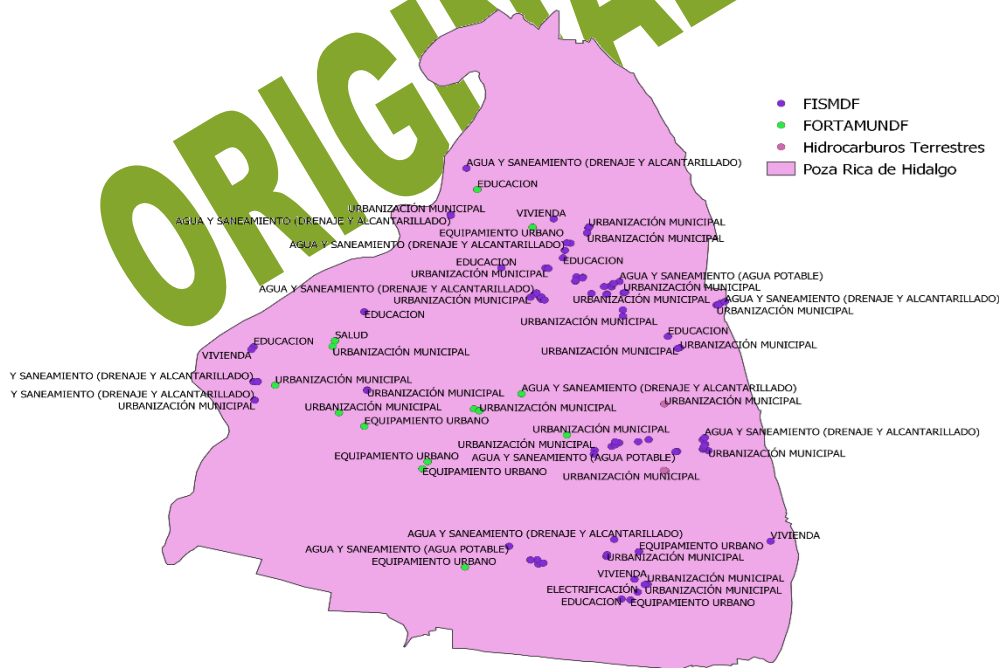 ORIGINAL
FISMDF
FORTAMUNDF
Hidrocarburos Terrestres
Poza Rica de Hidalgo
AGUA Y SANEAMIENTO (DRENAJE Y ALCANTARILLADO)
EDUCACION
URBANIZACIÓN MUNICIPAL
VIVIENDA
AGUA Y SANEAMIENTO (DRENAJE Y ALCANTARILLADO)
URBANIZACIÓN MUNICIPAL
EQUIPAMIENTO URBANO
URBANIZACIÓN MUNICIPAL
AGUA Y SANEAMIENTO (DRENAJE Y ALCANTARILLADO)
EDUCACION
EDUCACION
URBANIZACIÓN MUNICIPAL
AGUA Y SANEAMIENTO (AGUA POTABLE)
AGUA Y SANEAMIENTO (DRENAJE Y ALCANTARILLADO)
URBANIZACIÓN MUNICIPAL
URBANIZACIÓN MUNICIPAL
URBANIZACIÓN MUNICIPAL
AGUA Y SANEAMIENTO (DRENAJE Y ALCANTARILLADO)
URBANIZACIÓN MUNICIPAL
EDUCACION
URBANIZACIÓN MUNICIPAL
EDUCACION
SALUD
EDUCACION
URBANIZACIÓN MUNICIPAL
VIVIENDA
URBANIZACIÓN MUNICIPAL
URBANIZACIÓN MUNICIPAL
Y SANEAMIENTO (DRENAJE Y ALCANTARILLADO)
URBANIZACIÓN MUNICIPAL
AGUA Y SANEAMIENTO (DRENAJE Y ALCANTARILLADO)
Y SANEAMIENTO (DRENAJE Y ALCANTARILLADO)
URBANIZACIÓN MUNICIPAL
URBANIZACIÓN MUNICIPAL
URBANIZACIÓN MUNICIPAL
URBANIZACIÓN MUNICIPAL
URBANIZACIÓN MUNICIPAL
EQUIPAMIENTO URBANO
URBANIZACIÓN MUNICIPAL
AGUA Y SANEAMIENTO (DRENAJE Y ALCANTARILLADO)
URBANIZACIÓN MUNICIPAL
URBANIZACIÓN MUNICIPAL
EQUIPAMIENTO URBANO
AGUA Y SANEAMIENTO (AGUA POTABLE)
EQUIPAMIENTO URBANO
URBANIZACIÓN MUNICIPAL
AGUA Y SANEAMIENTO (DRENAJE Y ALCANTARILLADO)
VIVIENDA
AGUA Y SANEAMIENTO (AGUA POTABLE)
EQUIPAMIENTO URBANO
URBANIZACIÓN MUNICIPAL
EQUIPAMIENTO URBANO
VIVIENDA
URBANIZACIÓN MUNICIPAL
ELECTRIFICACIÓN
URBANIZACIÓN MUNICIPAL
EDUCACION
EQUIPAMIENTO URBANO